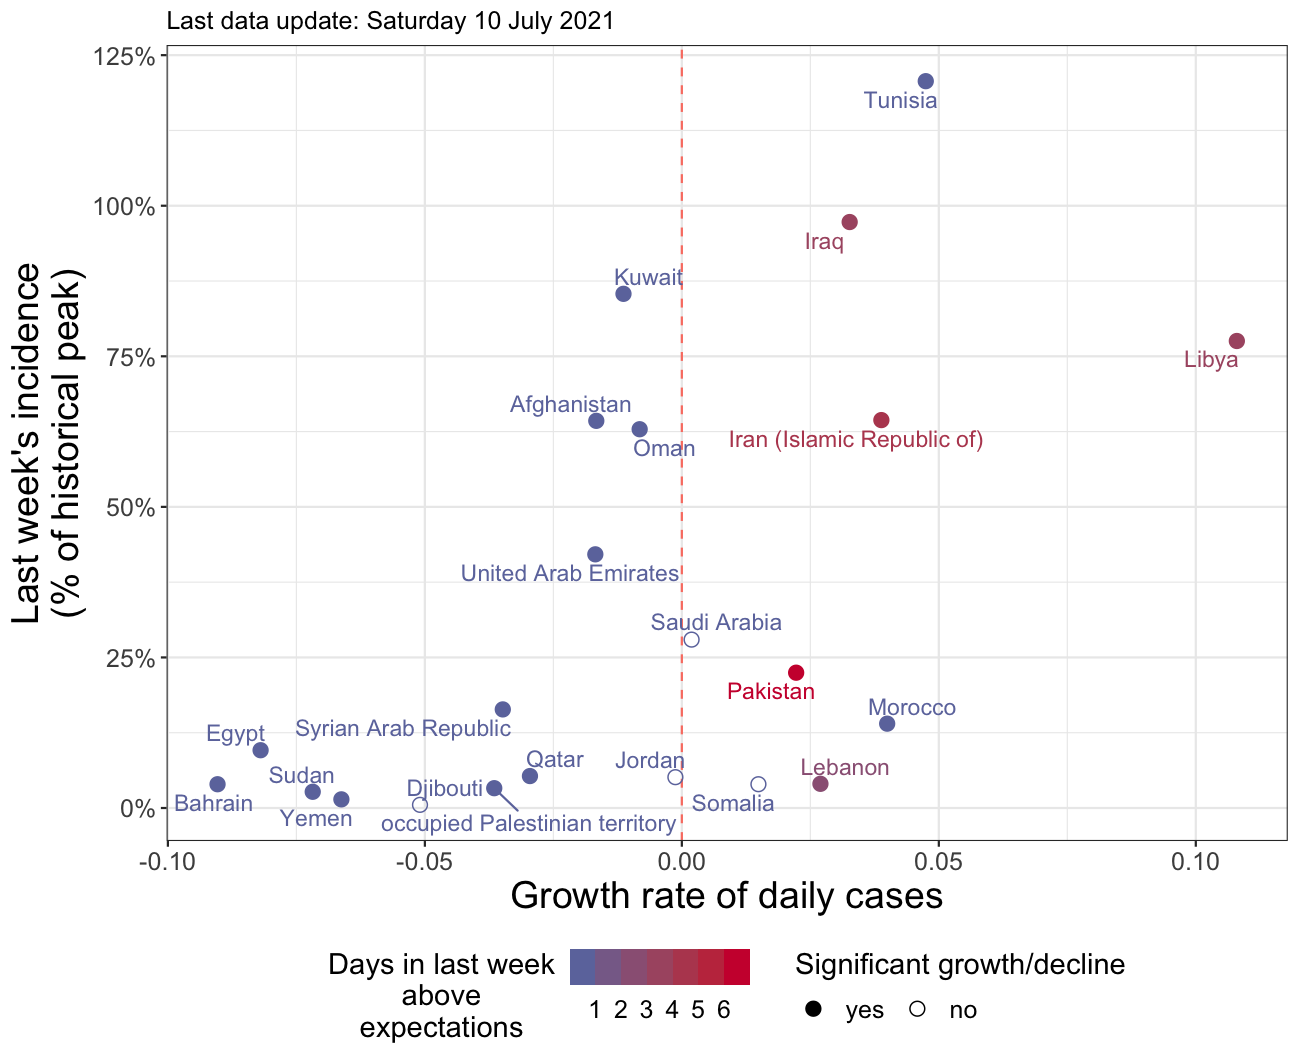 Last data update: Saturday 10 July 2021
125%
100%
75%
50%
25%
0%
Last week's incidence
(% of historical peak)
Tunisia
Iraq
Kuwait
Libya
Afghanistan
Oman
Iran (Islamic Republic of)
United Arab Emirates
Saudi Arabia
Pakistan
Morocco
Syrian Arab Republic
Egypt
Qatar
Jordan
Lebanon
Sudan
Djibouti
Bahrain
Somalia
Yemen
occupied Palestinian territory
-0.10 -0.05 0.00 0.05 0.10
Growth rate of daily cases
Days in last week
above
expectations
1 2 3 4 5 6
Significant growth/decline
yes no